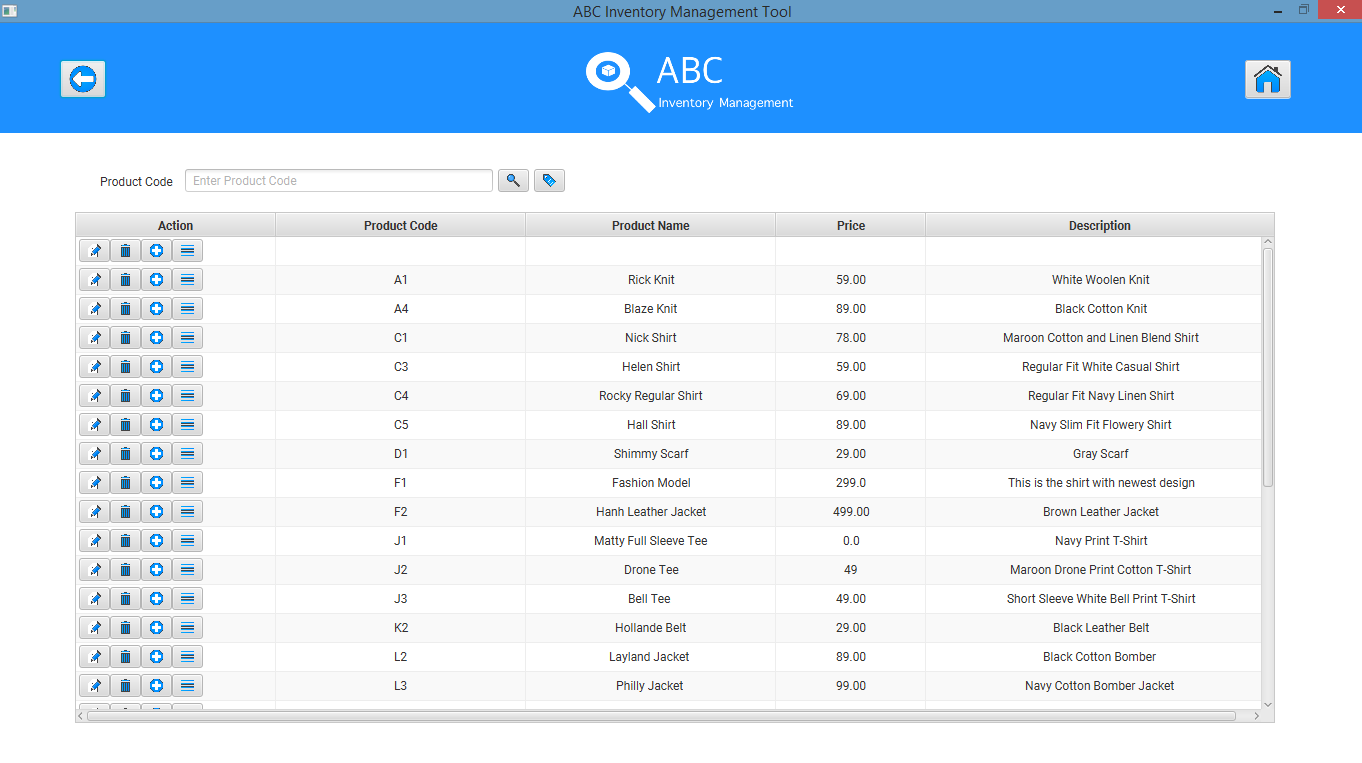 ABC Inventory Management Tool
ABC
Inventory Management
Product Code Enter Product Code
Action Product Code Product Name Price Description
A1 Rick Knit 59.00 White Woolen Knit
A4 Blaze Knit 89.00 Black Cotton Knit
C1 Nick Shirt 78.00 Maroon Cotton and Linen Blend Shirt
C3 Helen Shirt 59.00 Regular Fit White Casual Shirt
C4 Rocky Regular Shirt 69.00 Regular Fit Navy Linen Shirt
C5 Hall Shirt 89.00 Navy Slim Fit Flowery Shirt
D1 Shimmy Scarf 29.00 Gray Scarf
F1 Fashion Model 299.0 This is the shirt with newest design
F2 Hanh Leather Jacket 499.00 Brown Leather Jacket
J1 Matty Full Sleeve Tee 0.0 Navy Print T-Shirt
J2 Drone Tee 49 Maroon Drone Print Cotton T-Shirt
J3 Bell Tee 49.00 Short Sleeve White Bell Print T-Shirt
K2 Hollande Belt 29.00 Black Leather Belt
L2 Layland Jacket 89.00 Black Cotton Bomber
L3 Philly Jacket 99.00 Navy Cotton Bomber Jacket